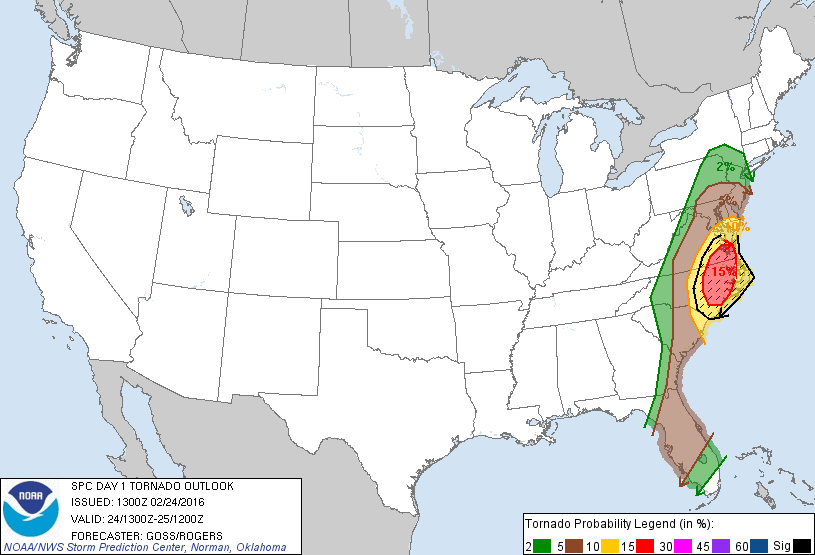 2%
5%
15%
SPC DAY 1 TORNADO OUTLOOK
ISSUED: 1300Z 02/24/2016
VALID: 24/1300Z-25/1200Z
FORECASTER: GOSS/ROGERS
NOAA/NWS Storm Prediction Center, Norman, Oklahoma
NOAA
Tornado Probability Legend (in %):
2 5 10 15 30 45 60 Sig